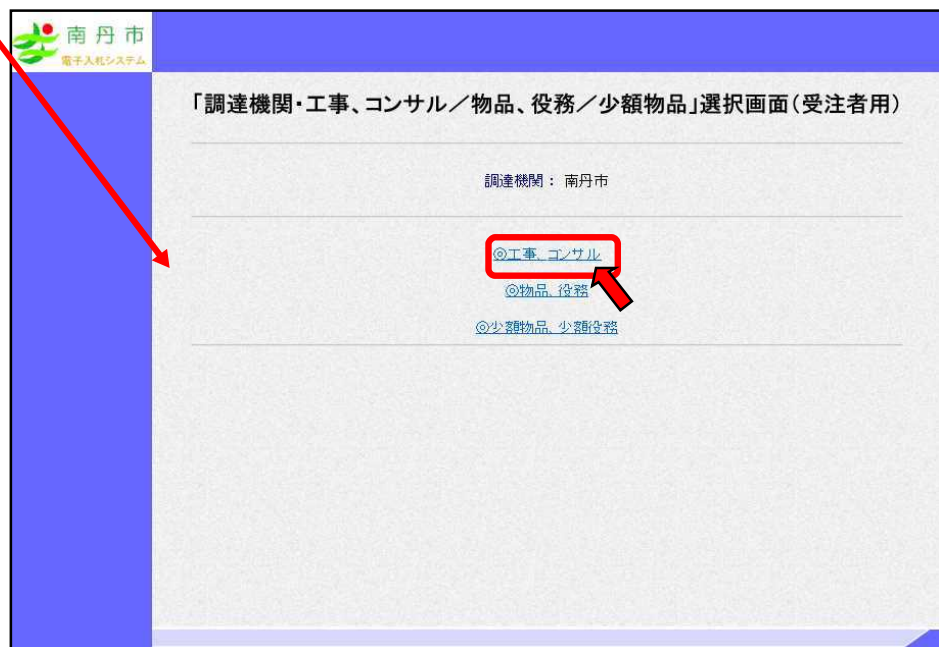 南丹市
電子入札システム
「調達機関・工事、コンサル／物品、役務／少額物品」選択画面(受注者用)
調達機関： 南丹市
◎工事、コンサル
◎物品、役務
◎少額物品、少額役務